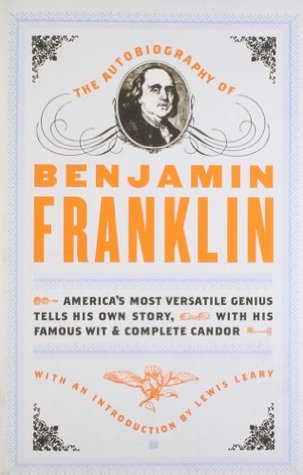 THE AUTOBIOGRAPHY OF
BENJAMIN
FRANKLIN
AMERICA'S MOST VERSATILE GENIUS
TELLS HIS OWN STORY, WITH HIS
FAMOUS WIT & COMPLETE CANDOR
WITH AN INTRODUCTION BY LEWIS LEARY